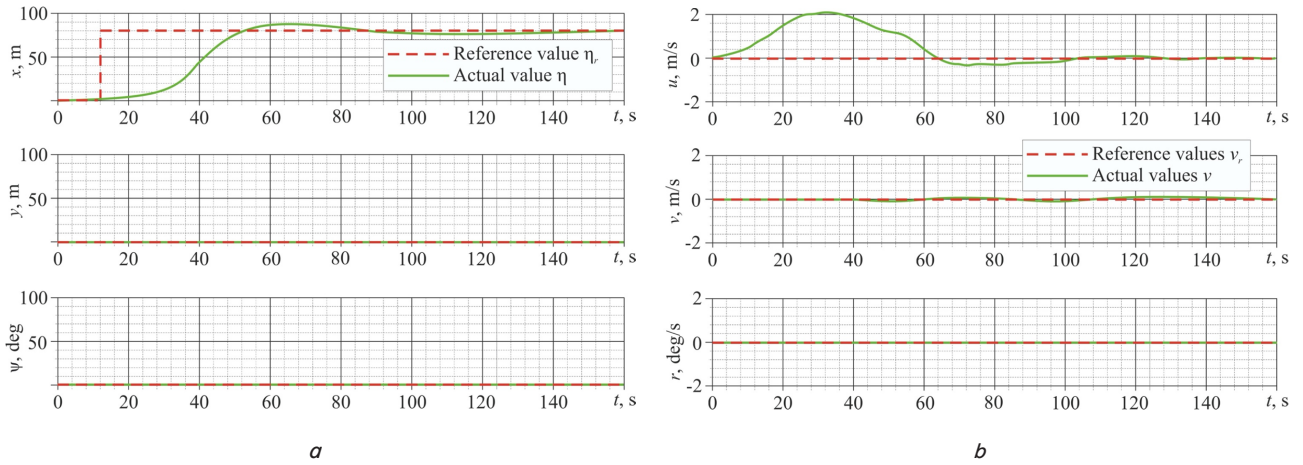 100
50
x, m
Reference value ηr
Actual value η
0 20 40 60 80 100 120 140 t, s
100
50
y, m
0 20 40 60 80 100 120 140 t, s
100
50
ψ, deg
0 20 40 60 80 100 120 140 t, s
a
2
0
-2
u, m/s
0 20 40 60 80 100 120 140 t, s
Reference values νr
Actual values ν
2
0
-2
v, m/s
0 20 40 60 80 100 120 140 t, s
2
0
-2
r, deg/s
0 20 40 60 80 100 120 140 t, s
b